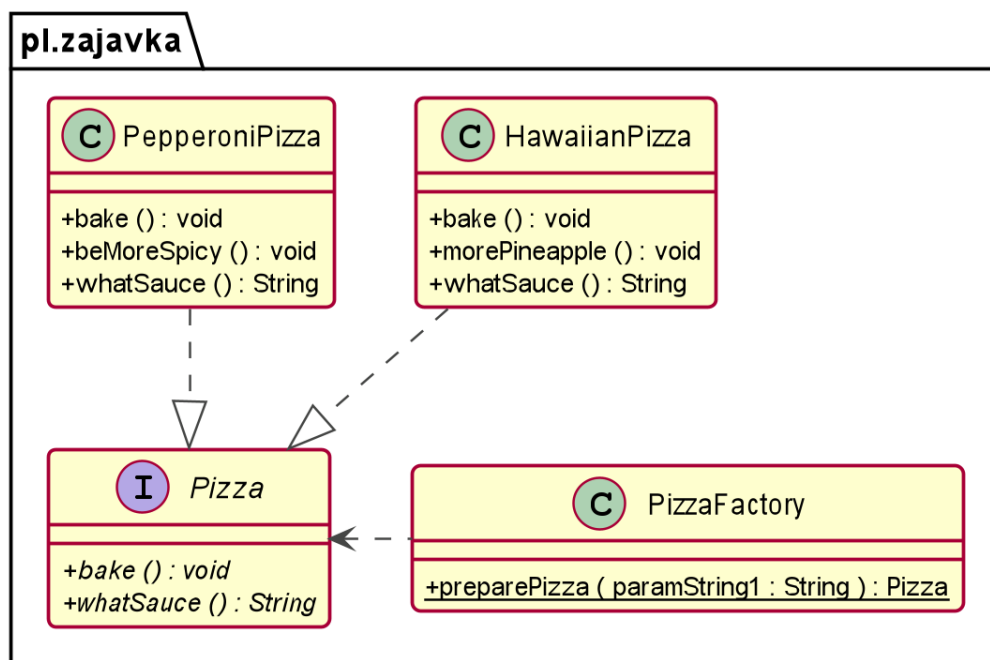 pl.zajavka
C PepperoniPizza
+bake () : void
+beMoreSpicy () : void
+whatSauce () : String
C HawaiianPizza
+bake () : void
+morePineapple () : void
+whatSauce () : String
I Pizza
+bake () : void
+whatSauce () : String
C PizzaFactory
+preparePizza ( paramString1 : String ) : Pizza